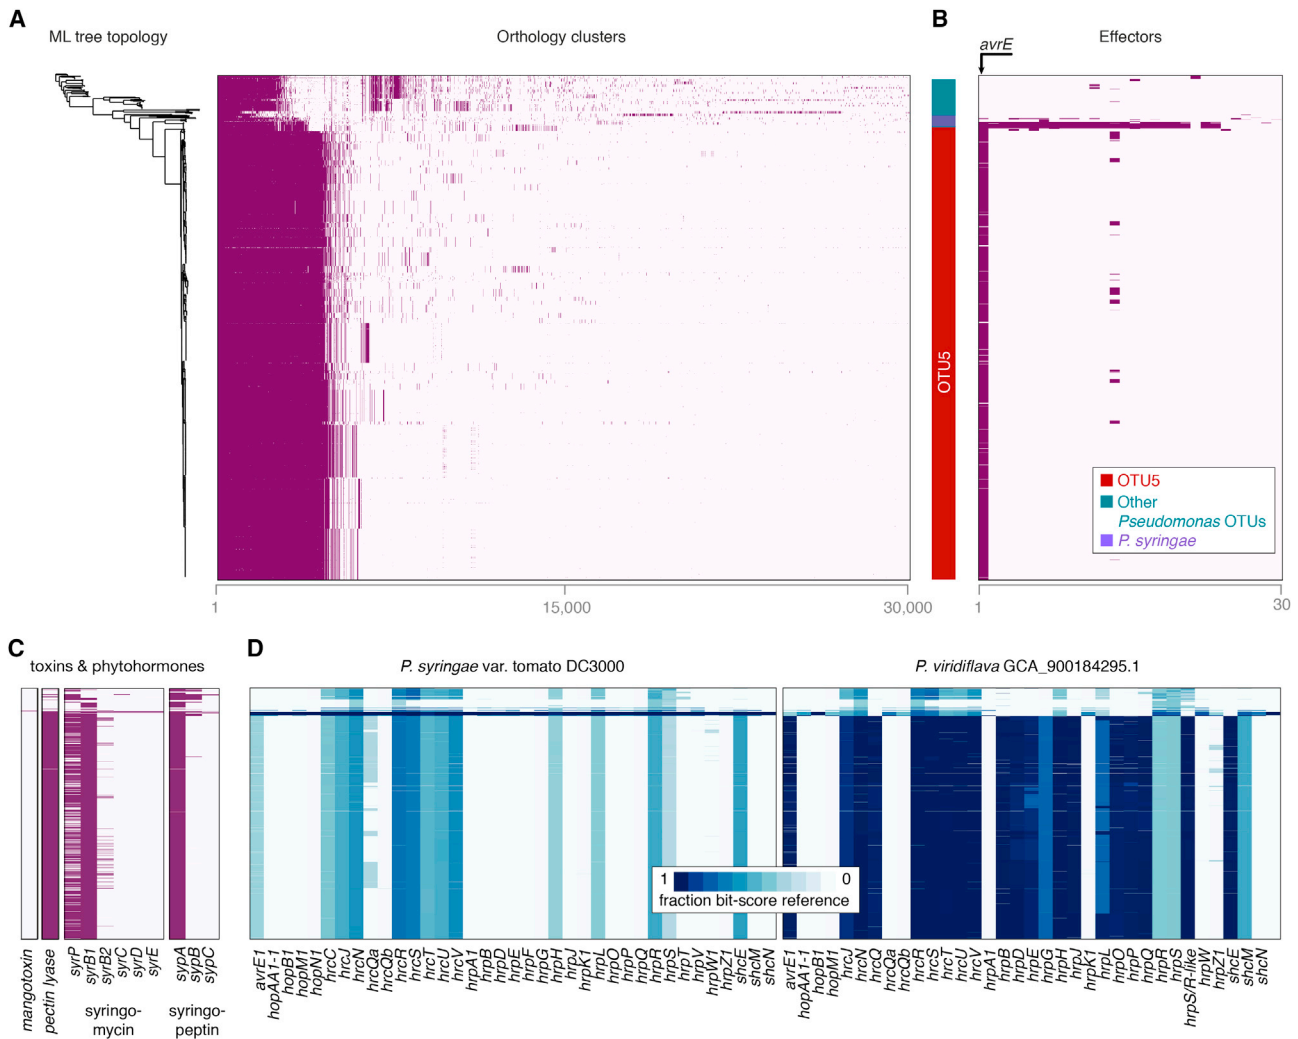 A
B
ML tree topology
Orthology clusters
avrE
Effectors
OTU5
OTU5
Other
Pseudomonas OTUs
P. syringae
1
15,000
30,000
1
30
C
D
toxins & phytohormones
P. syringae var. tomato DC3000
P. viridiflava GCA_900184295.1
1
0
fraction bit-score reference
mangotoxin
pectin lyase
syrP
syrB1
syrB2
syrC
syrD
syrE
sypA
sypB
sypC
syringo-
mycin
syringo-
peptin
avrE1
hopAA1-1
hopB1
hopM1
hopN1
hrcC
hrcJ
hrcN
hrcQa
hrcQb
hrcR
hrcS
hrcT
hrcU
hrcV
hrpA1
hrpB
hrpD
hrpE
hrpF
hrpG
hrpH
hrpJ
hrpK1
hrpL
hrpO
hrpP
hrpQ
hrpR
hrpS
hrpT
hrpV
hrpW1
hrpZ1
shcE
shcM
shcN
avrE1
hopAA1-1
hopB1
hopM1
hrcJ
hrcN
hrcQ
hrcQa
hrcQb
hrcR
hrcS
hrcT
hrcU
hrcV
hrpA1
hrpB
hrpD
hrpE
hrpG
hrpH
hrpJ
hrpK1
hrpL
hrpO
hrpP
hrpQ
hrpR
hrpS
hrpS/R-like
hrpW
hrpZ1
shcE
shcM
shcN